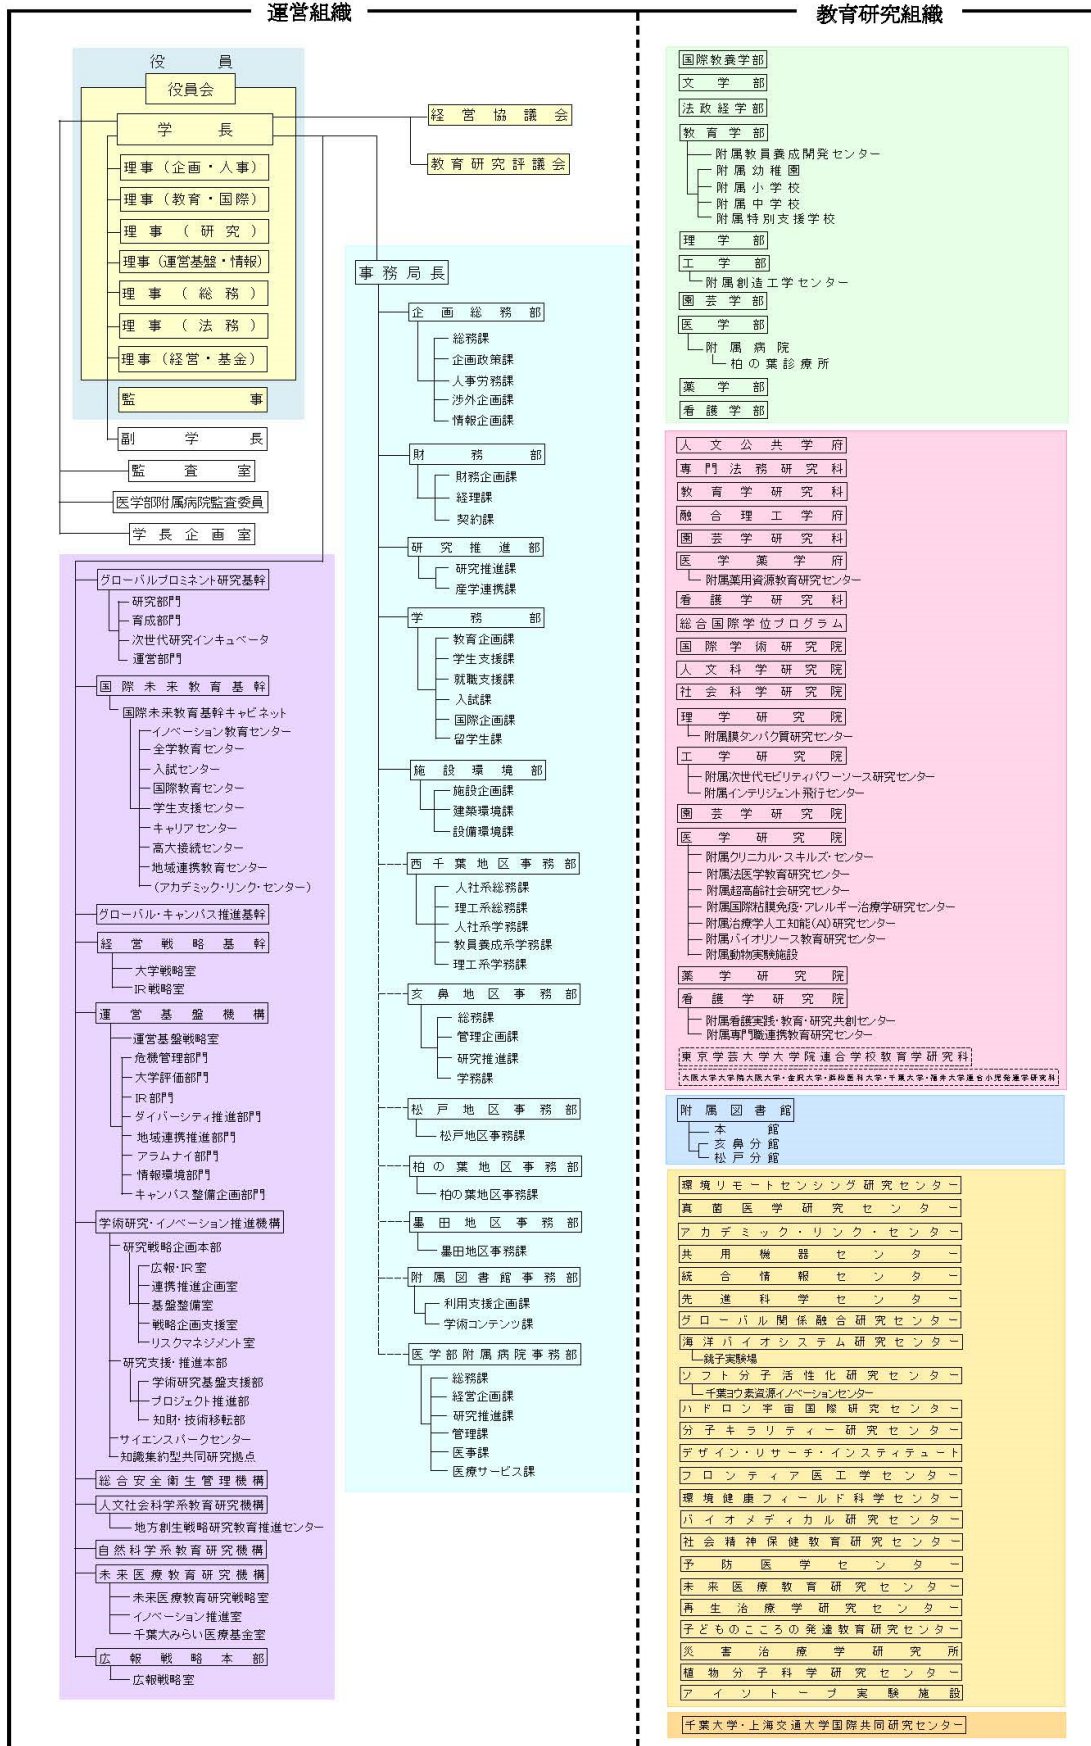 運営組織
役員
役員会
学長
理事（企画・人事）
理事（教育・国際）
理事（研究）
理事（運営基盤・情報）
理事（総務）
理事（法務）
理事（経営・基金）
監事
副学長
監査室
医学部附属病院監査委員
学長企画室
経営協議会
教育研究評議会
グローバルプロミネント研究基幹
研究部門
育成部門
次世代研究インキュベータ
運営部門
国際未来教育基幹
国際未来教育基幹キャビネット
イノベーション教育センター
全学教育センター
入試センター
国際教育センター
学生支援センター
キャリアセンター
高大接続センター
地域連携教育センター
（アカデミック・リンク・センター）
グローバル・キャンパス推進基幹
経営戦略基幹
大学戦略室
IR戦略室
運営基盤機構
運営基盤戦略室
危機管理部門
大学評価部門
IR部門
ダイバーシティ推進部門
地域連携推進部門
アラムナイ部門
情報環境部門
キャンパス整備企画部門
学術研究・イノベーション推進機構
研究戦略企画本部
広報・IR室
連携推進企画室
基盤整備室
戦略企画支援室
リスクマネジメント室
研究支援・推進本部
学術研究基盤支援部
プロジェクト推進部
知財・技術移転部
サイエンスパークセンター
知識集約型共同研究拠点
総合安全衛生管理機構
人文社会科学系教育研究機構
地方創生戦略研究教育推進センター
自然科学系教育研究機構
未来医療教育研究機構
未来医療教育研究戦略室
イノベーション推進室
千葉大みらい医療基金室
広報戦略本部
広報戦略室
事務局長
企画総務部
総務課
企画政策課
人事労務課
渉外企画課
情報企画課
財務部
財務企画課
経理課
契約課
研究推進部
研究推進課
産学連携課
学務部
教育企画課
学生支援課
就職支援課
入試課
国際企画課
留学生課
施設環境部
施設企画課
建築環境課
設備環境課
西千葉地区事務部
人社系総務課
理工系総務課
人社系学務課
教員養成系学務課
理工系学務課
亥鼻地区事務部
総務課
管理企画課
研究推進課
学務課
松戸地区事務部
松戸地区事務課
柏の葉地区事務部
柏の葉地区事務課
墨田地区事務部
墨田地区事務課
附属図書館事務部
利用支援企画課
学術コンテンツ課
医学部附属病院事務部
総務課
経営企画課
研究推進課
管理課
医事課
医療サービス課
教育研究組織
国際教養学部
文学部
法政経学部
教育学部
附属教員養成開発センター
附属幼稚園
附属小学校
附属中学校
附属特別支援学校
理学部
工学部
附属創造工学センター
園芸学部
医学部
附属病院
柏の葉診療所
薬学部
看護学部
人文公共学府
専門法務研究科
教育学研究科
融合理工学府
園芸学研究科
医学薬学府
附属薬用資源教育研究センター
看護学研究科
総合国際学位プログラム
国際学術研究院
人文科学研究院
社会科学研究院
理学研究院
附属膜タンパク質研究センター
工学研究院
附属次世代モビリティパワーソース研究センター
附属インテリジェント飛行センター
園芸学研究院
医学研究院
附属クリニカル・スキルズ・センター
附属法医学教育研究センター
附属超高齢社会研究センター
附属国際粘膜免疫・アレルギー治療学研究センター
附属治療学人工知能(AI)研究センター
附属バイオリソース教育研究センター
附属動物実験施設
薬学研究院
看護学研究院
附属看護実践・教育・研究共創センター
附属専門職連携教育研究センター
東京学芸大学大学院連合学校教育学研究科
大阪大学大学院大阪大学・金沢大学・浜松医科大学・千葉大学・福井大学連合小児発達学研究科
附属図書館
本館
亥鼻分館
松戸分館
環境リモートセンシング研究センター
真菌医学研究センター
アカデミック・リンク・センター
共用機器センター
統合情報センター
先進科学センター
グローバル関係融合研究センター
海洋バイオシステム研究センター
銚子実験場
ソフト分子活性化研究センター
千葉ヨウ素資源イノベーションセンター
ハドロン宇宙国際研究センター
分子キラリティー研究センター
デザイン・リサーチ・インスティテュート
フロンティア医工学センター
環境健康フィールド科学センター
バイオメディカル研究センター
社会精神保健教育研究センター
予防医学センター
未来医療教育研究センター
再生治療学研究センター
子どものこころの発達教育研究センター
災害治療学研究所
植物分子科学研究センター
アイソトープ実験施設
千葉大学・上海交通大学国際共同研究センター